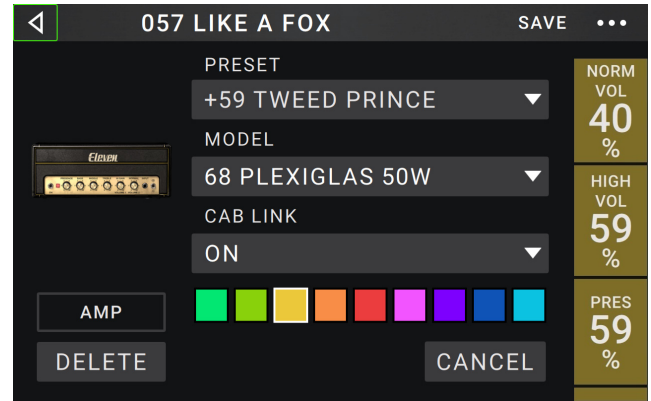 057 LIKE A FOX
SAVE
PRESET
+59 TWEED PRINCE
MODEL
68 PLEXIGLAS 50W
CAB LINK
ON
Eleven
AMP
DELETE
CANCEL
NORM
VOL
40
%
HIGH
VOL
59
%
PRES
59
%